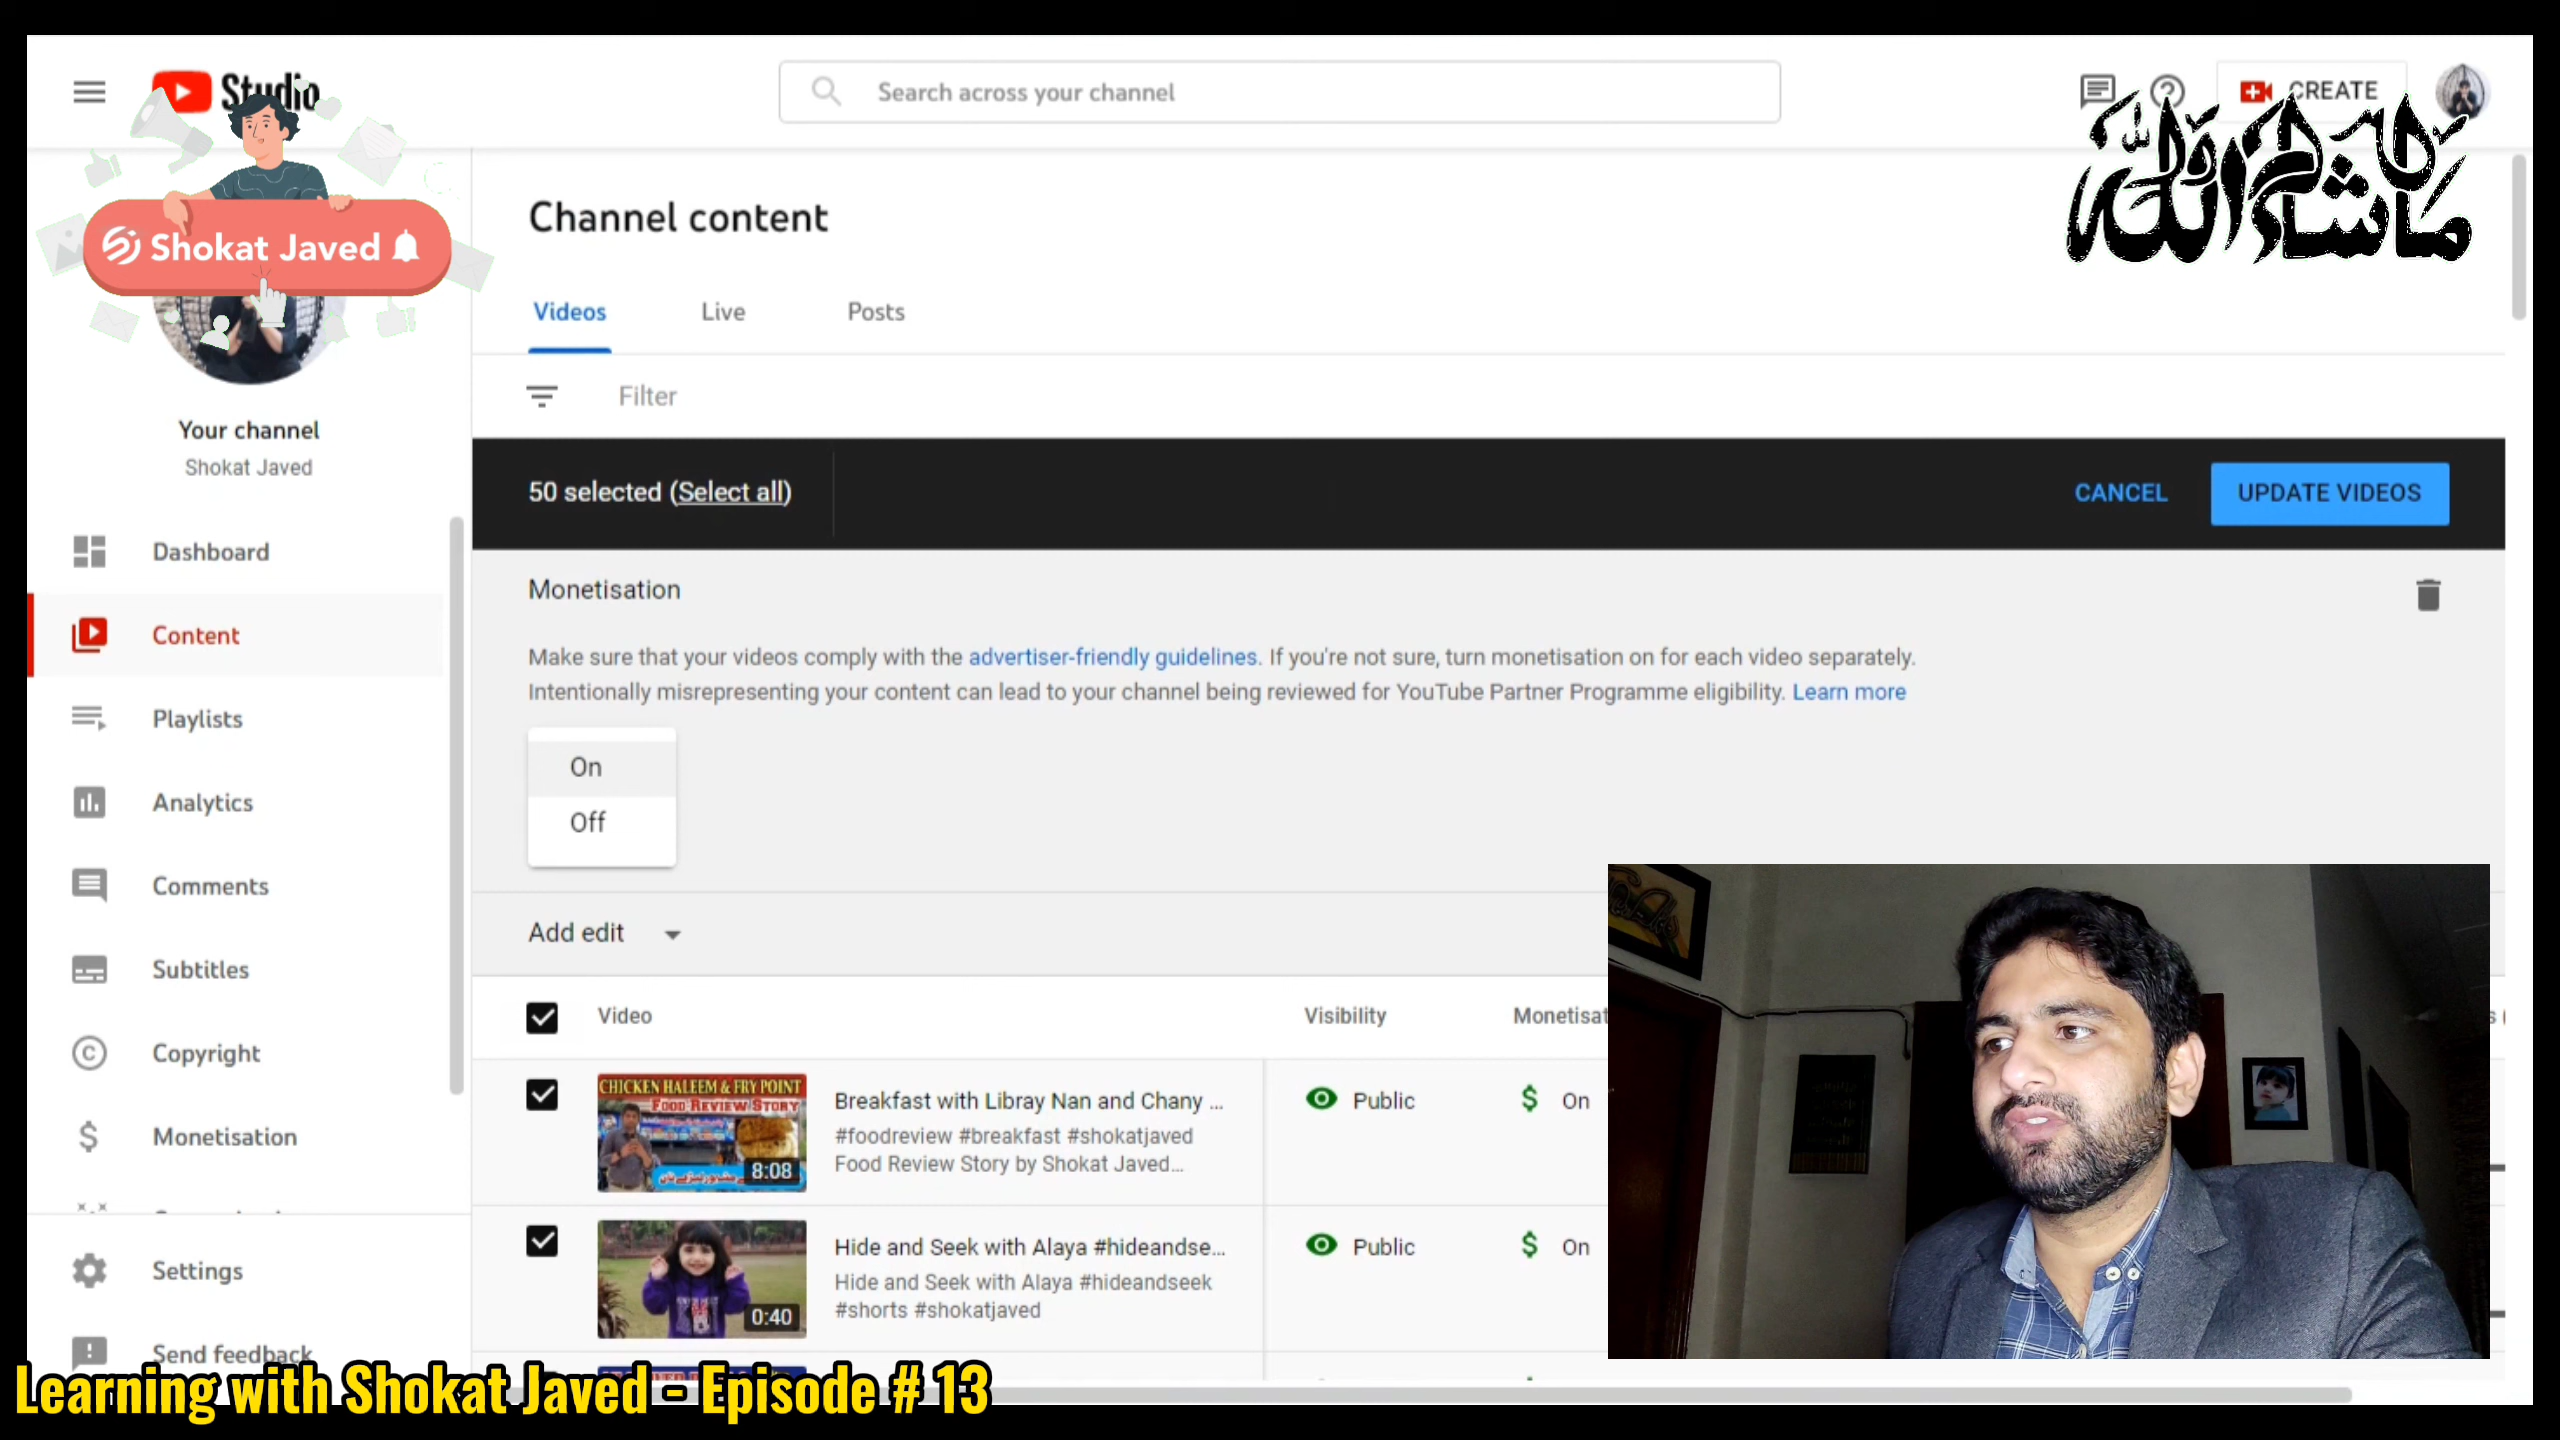 Studio
Search across your channel
CREATE
ماشاءالله
Shokat Javed
Channel content
Videos
Live
Posts
Filter
Your channel
Shokat Javed
50 selected (Select all)
CANCEL
UPDATE VIDEOS
Dashboard
Content
Playlists
Analytics
Comments
Subtitles
Copyright
Monetisation
Settings
Send feedback
Monetisation
Make sure that your videos comply with the advertiser-friendly guidelines. If you're not sure, turn monetisation on for each video separately.
Intentionally misrepresenting your content can lead to your channel being reviewed for YouTube Partner Programme eligibility. Learn more
On
Off
Add edit
Video
Visibility
Monetisat
CHICKEN HALEEM & FRY POINT
FOOD REVIEW STORY
8:08
Breakfast with Libray Nan and Chany ...
#foodreview #breakfast #shokatjaved
Food Review Story by Shokat Javed...
Public
On
0:40
Hide and Seek with Alaya #hideandse...
Hide and Seek with Alaya #hideandseek
#shorts #shokatjaved
Public
On
Learning with Shokat Javed - Episode # 13